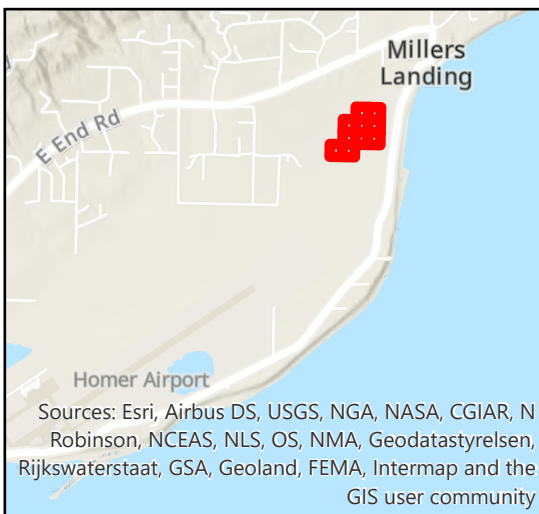 Millers
Landing
E End Rd
Homer Airport
Sources: Esri, Airbus DS, USGS, NGA, NASA, CGIAR, N
Robinson, NCEAS, NLS, OS, NMA, Geodatastyrelsen,
Rijkswaterstaat, GSA, Geoland, FEMA, Intermap and the
GIS user community